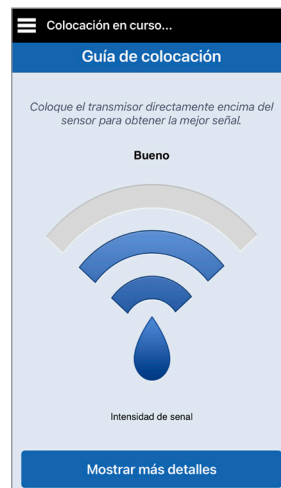 Colocación en curso...
Guía de colocación
Coloque el transmisor directamente encima del
sensor para obtener la mejor señal.
Bueno
Intensidad de senal
Mostrar más detalles